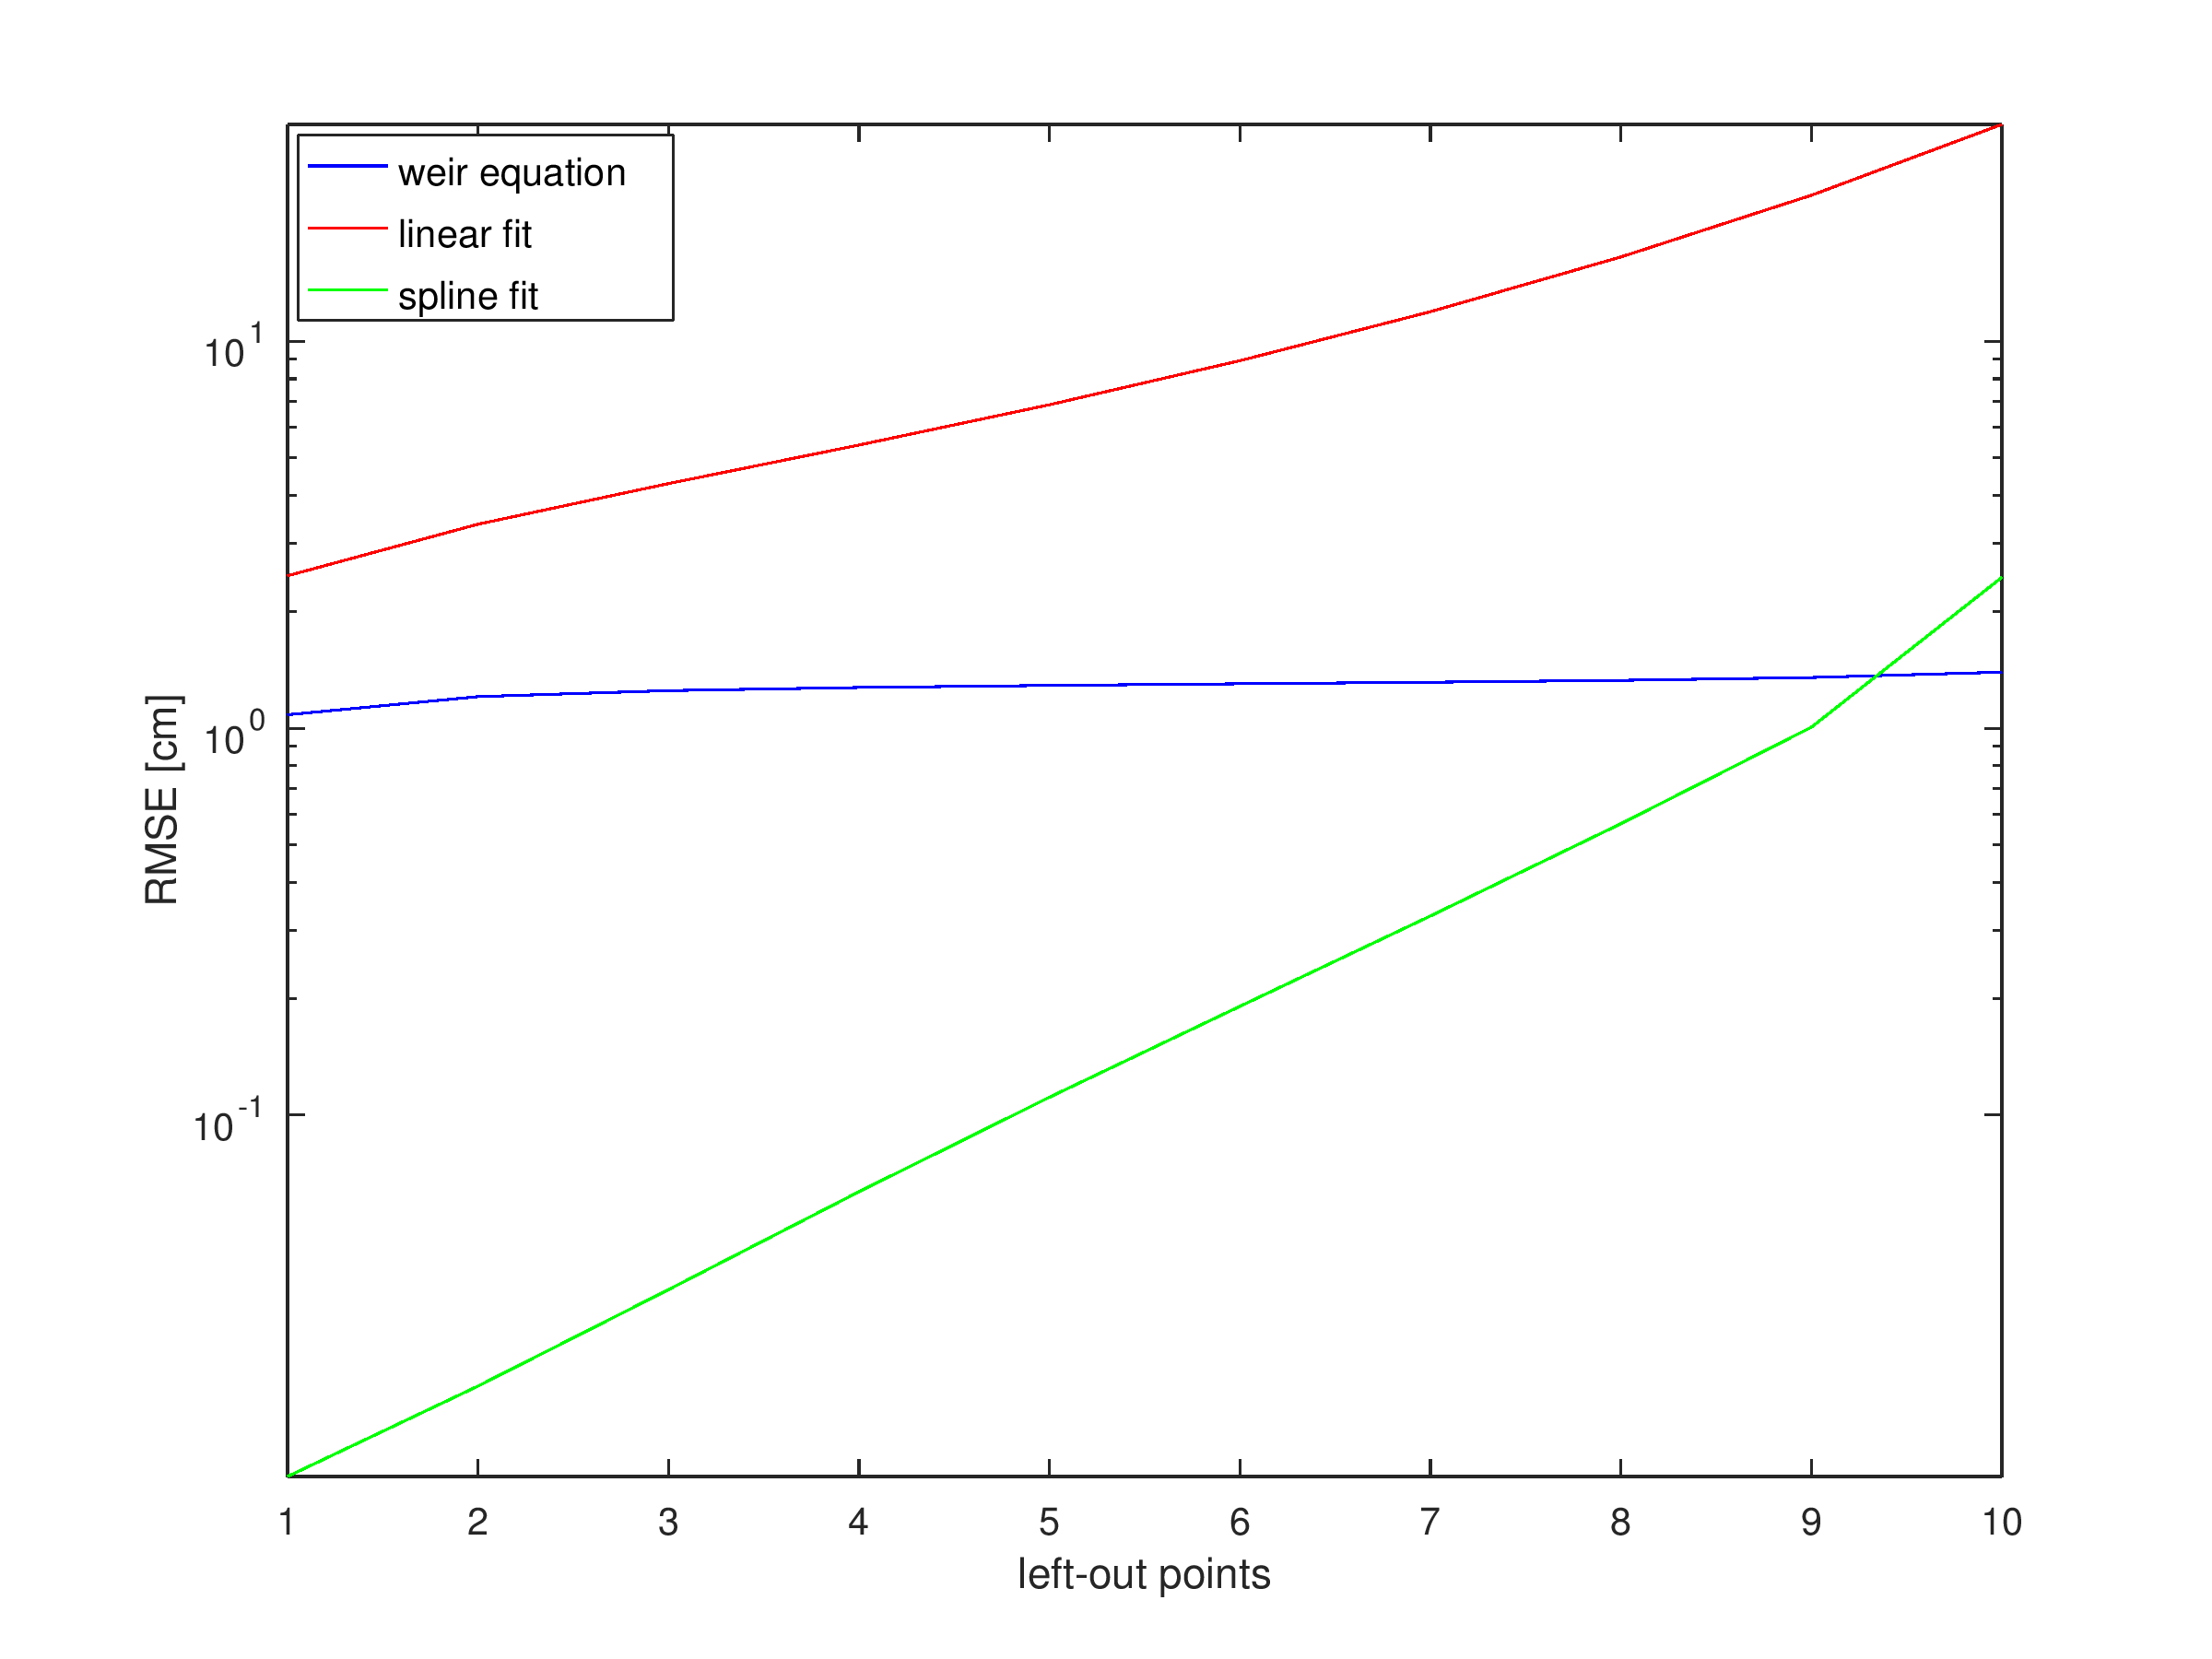 weir equation
linear fit
spline fit
10^1
10^0
10^-1
RMSE [cm]
1 2 3 4 5 6 7 8 9 10
left-out points